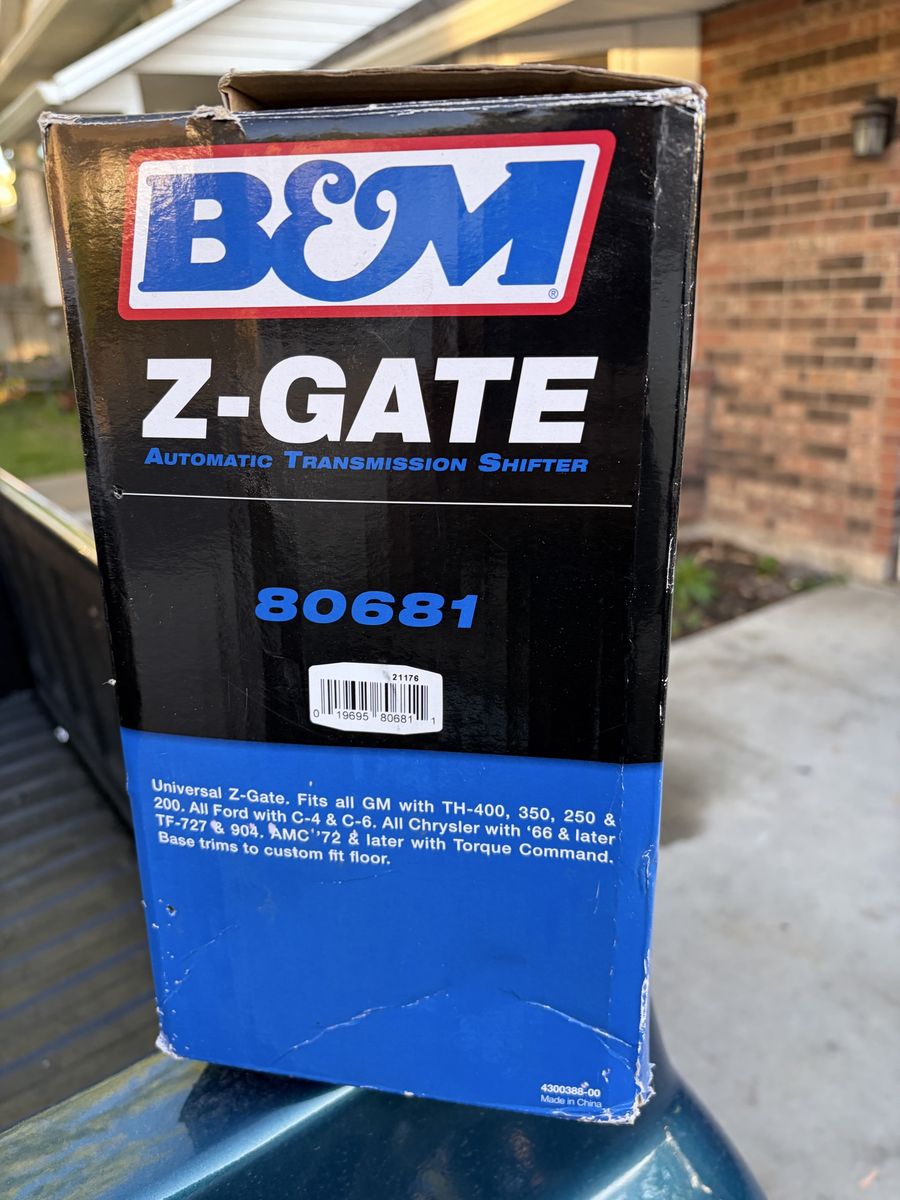 B&M®
Z-GATE
AUTOMATIC TRANSMISSION SHIFTER
80681
21176
0 19695 80681 1
Universal Z-Gate. Fits all GM with TH-400, 350, 250 &
200. All Ford with C-4 & C-6. All Chrysler with '66 & later
TF-727 & 904. AMC '72 & later with Torque Command.
Base trims to custom fit floor.
4300388-00
Made in China